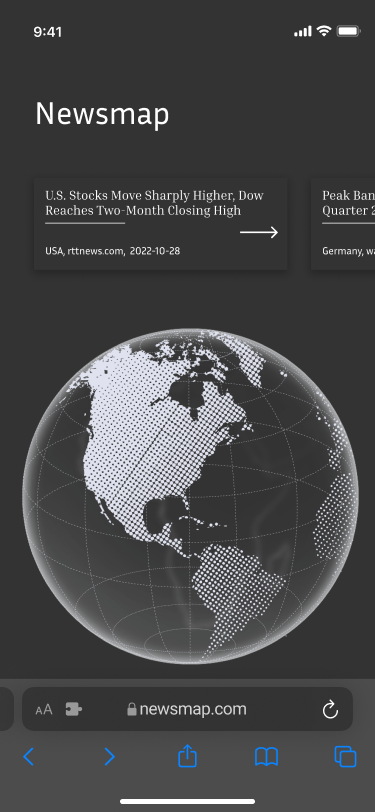 9:41
Newsmap
U.S. Stocks Move Sharply Higher, Dow
Reaches Two-Month Closing High
USA, rttnews.com, 2022-10-28
Peak Ban
Quarter 2
Germany, wa
AA
newsmap.com